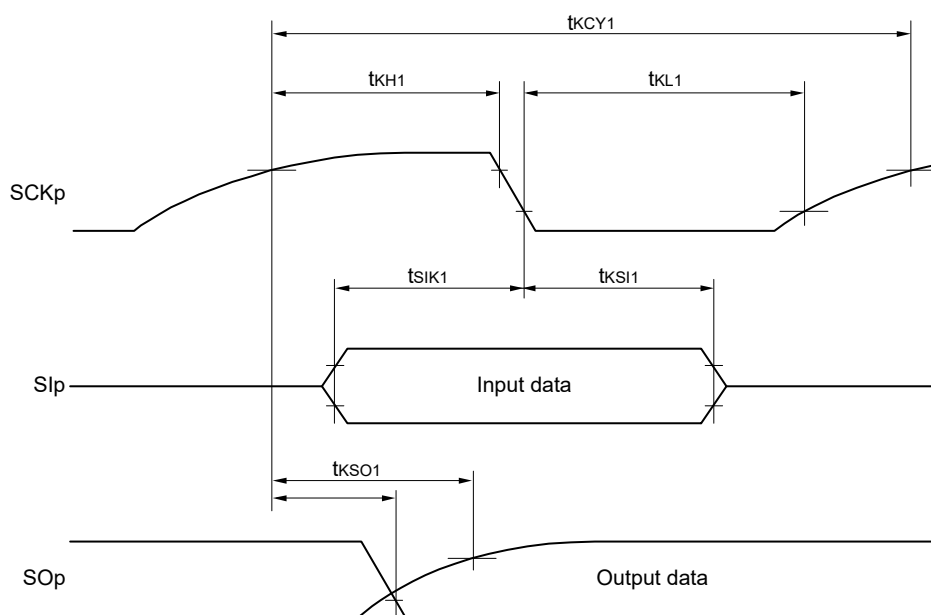 tKCY1
tKH1
tKL1
SCKp
tSIK1
tKSI1
SIp
Input data
tKSO1
SOp
Output data